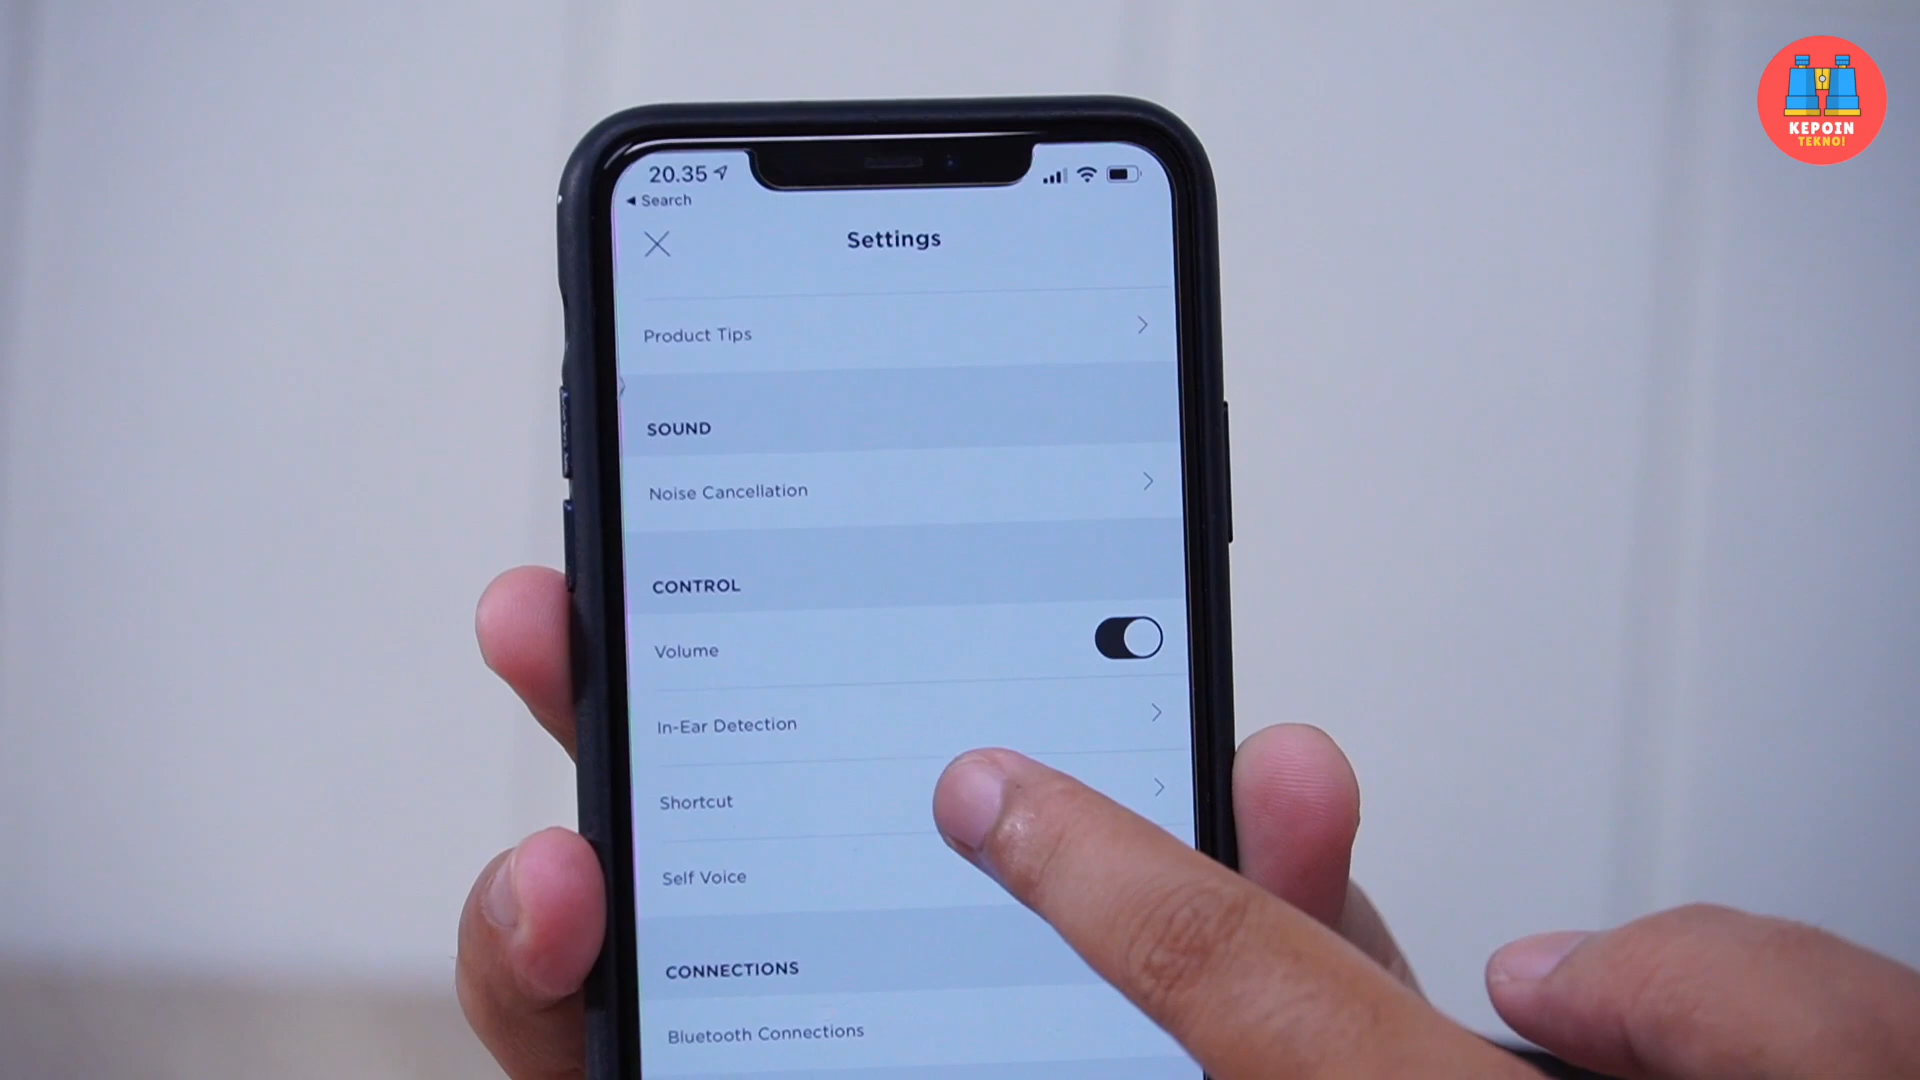 KEPOIN
TEKNO!
20.35
Search
Settings
Product Tips
SOUND
Noise Cancellation
CONTROL
Volume
In-Ear Detection
Shortcut
Self Voice
CONNECTIONS
Bluetooth Connections